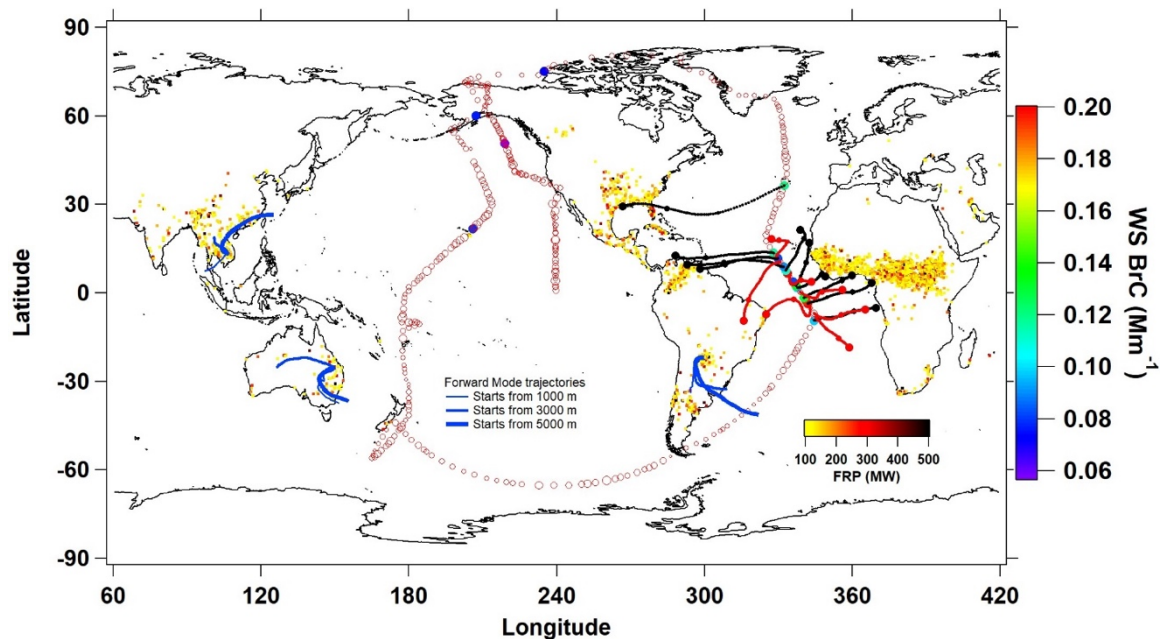 90
60
30
0
-30
-60
-90
Latitude
60
120
180
240
300
360
420
Longitude
Forward Mode trajectories
Starts from 1000 m
Starts from 3000 m
Starts from 5000 m
100 200 300 400 500
FRP (MW)
0.20
0.18
0.16
0.14
0.12
0.10
0.08
0.06
WS BrC (Mm⁻¹)